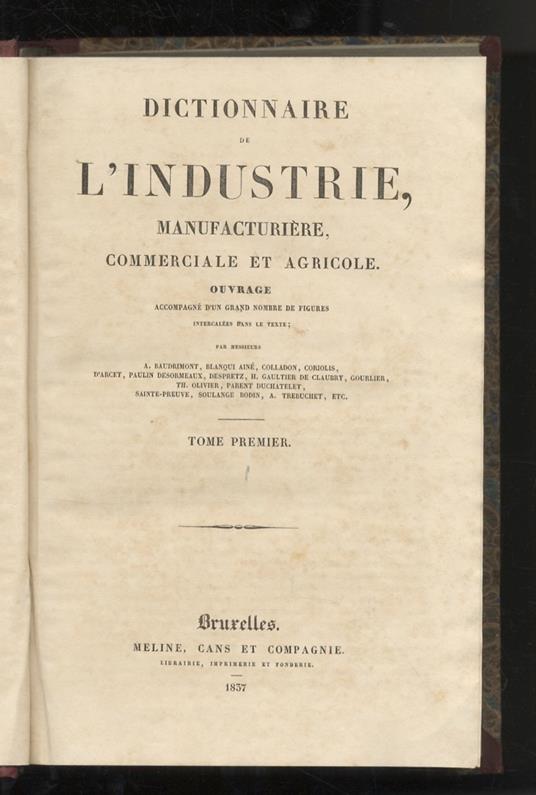 DICTIONNAIRE
DE
L'INDUSTRIE,
MANUFACTURIÈRE,
COMMERCIALE ET AGRICOLE.
OUVRAGE
ACCOMPAGNÉ D'UN GRAND NOMBRE DE FIGURES
INTERCALÉES DANS LE TEXTE;
PAR MESSIEURS
A. BAUDRIMONT, BLANQUI AINÉ, COLLADON, CORIOLIS,
D'ARCET, PAULIN DESORMEAUX, DESPRETZ, H. GAULTIER DE CLAUBRY, GOURLIER,
TH. OLIVIER, PARENT DUCHATELET,
SAINTE-PREUVE, SOULANGE BODIN, A. TREBUCHET, ETC.
TOME PREMIER.
Bruxelles.
MELINE, CANS ET COMPAGNIE.
LIBRAIRIE, IMPRIMERIE ET FONDERIE.
1837